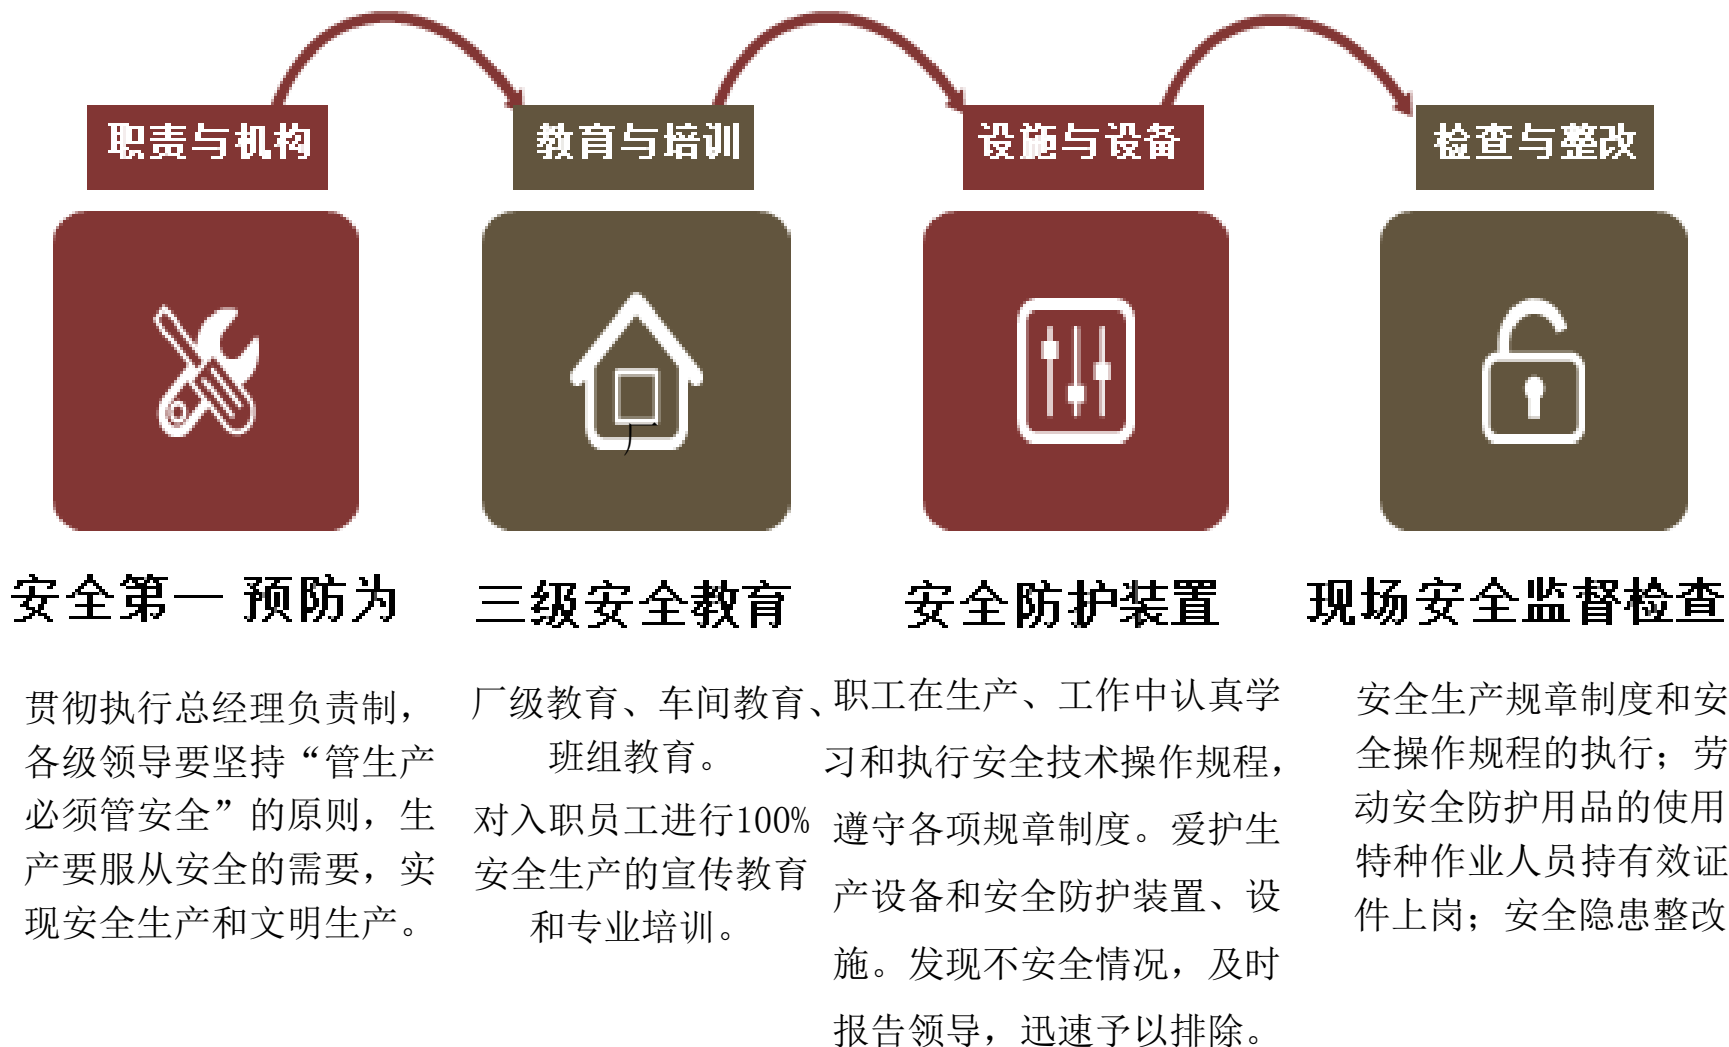 职责与机构
教育与培训
设施与设备
检查与整改
安全第一 预防为
贯彻执行总经理负责制，
各级领导要坚持“管生产
必须管安全”的原则，生
产要服从安全的需要，实
现安全生产和文明生产。
三级安全教育
厂级教育、车间教育、
班组教育。
对入职员工进行100%
安全生产的宣传教育
和专业培训。
安全防护装置
职工在生产、工作中认真学
习和执行安全技术操作规程，
遵守各项规章制度。爱护生
产设备和安全防护装置、设
施。发现不安全情况，及时
报告领导，迅速予以排除。
现场安全监督检查
安全生产规章制度和安
全操作规程的执行；劳
动安全防护用品的使用
特种作业人员持有效证
件上岗；安全隐患整改